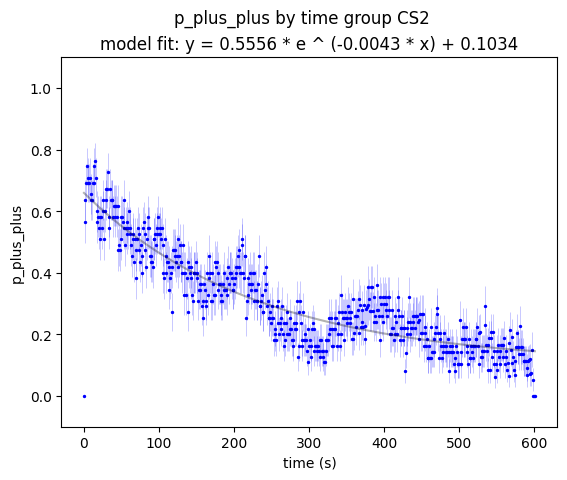 p_plus_plus by time group CS2
model fit: y = 0.5556 * e ^ (-0.0043 * x) + 0.1034
1.0
0.8
0.6
0.4
0.2
0.0
p_plus_plus
0 100 200 300 400 500 600
time (s)